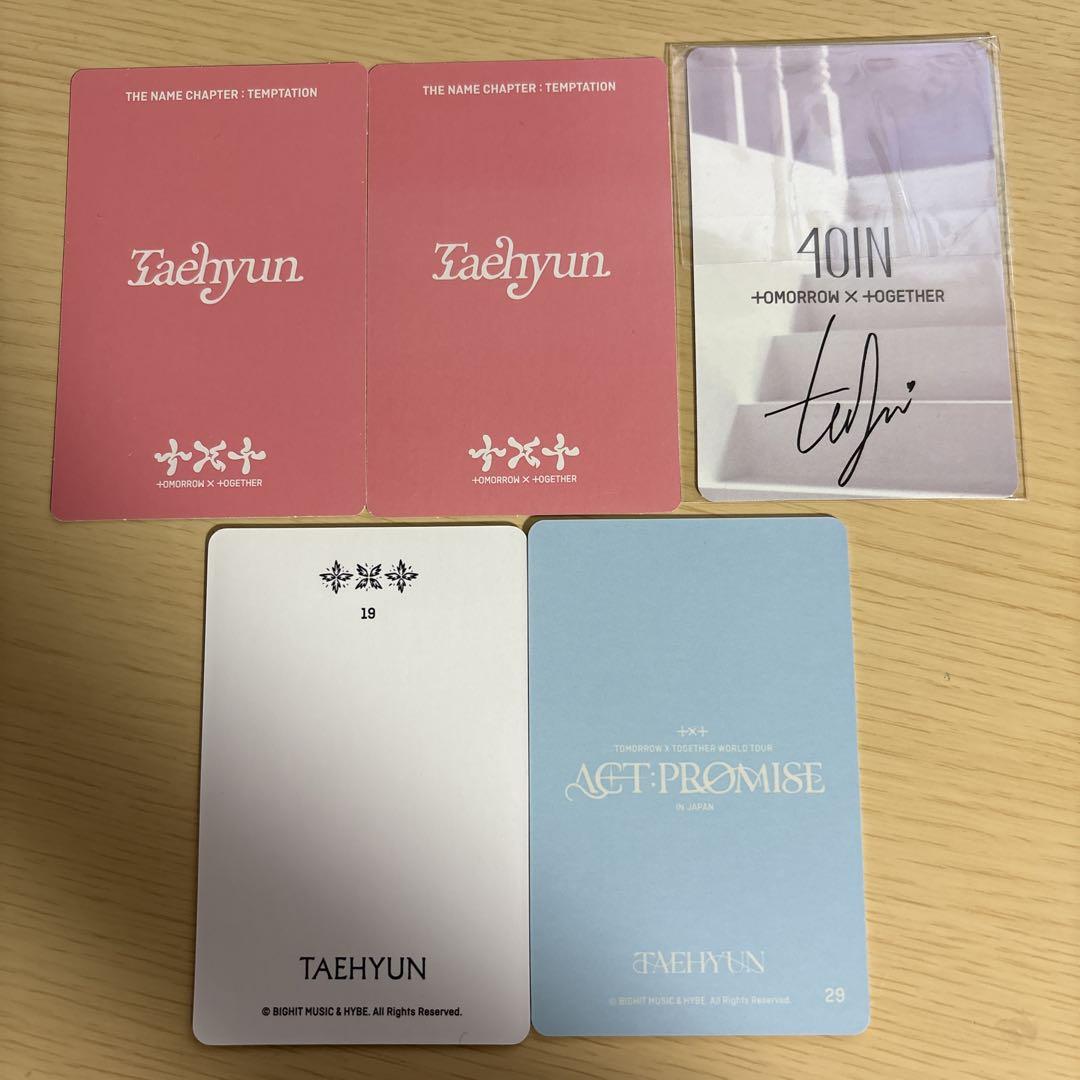 THE NAME CHAPTER : TEMPTATION
Taehyun
TOMORROW X TOGETHER
THE NAME CHAPTER : TEMPTATION
Taehyun
TOMORROW X TOGETHER
4OIN
TOMORROW X TOGETHER
19
TAEHYUN
© BIGHIT MUSIC & HYBE. All Rights Reserved.
TXT
TOMORROW X TOGETHER WORLD TOUR
ACT:PROMISE
IN JAPAN
TAEHYUN
© BIGHIT MUSIC & HYBE. All Rights Reserved.
29